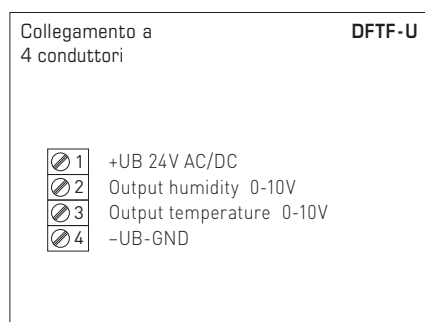 Collegamento a
4 conduttori
DFTF-U
1 +UB 24V AC/DC
2 Output humidity 0-10V
3 Output temperature 0-10V
4 –UB-GND